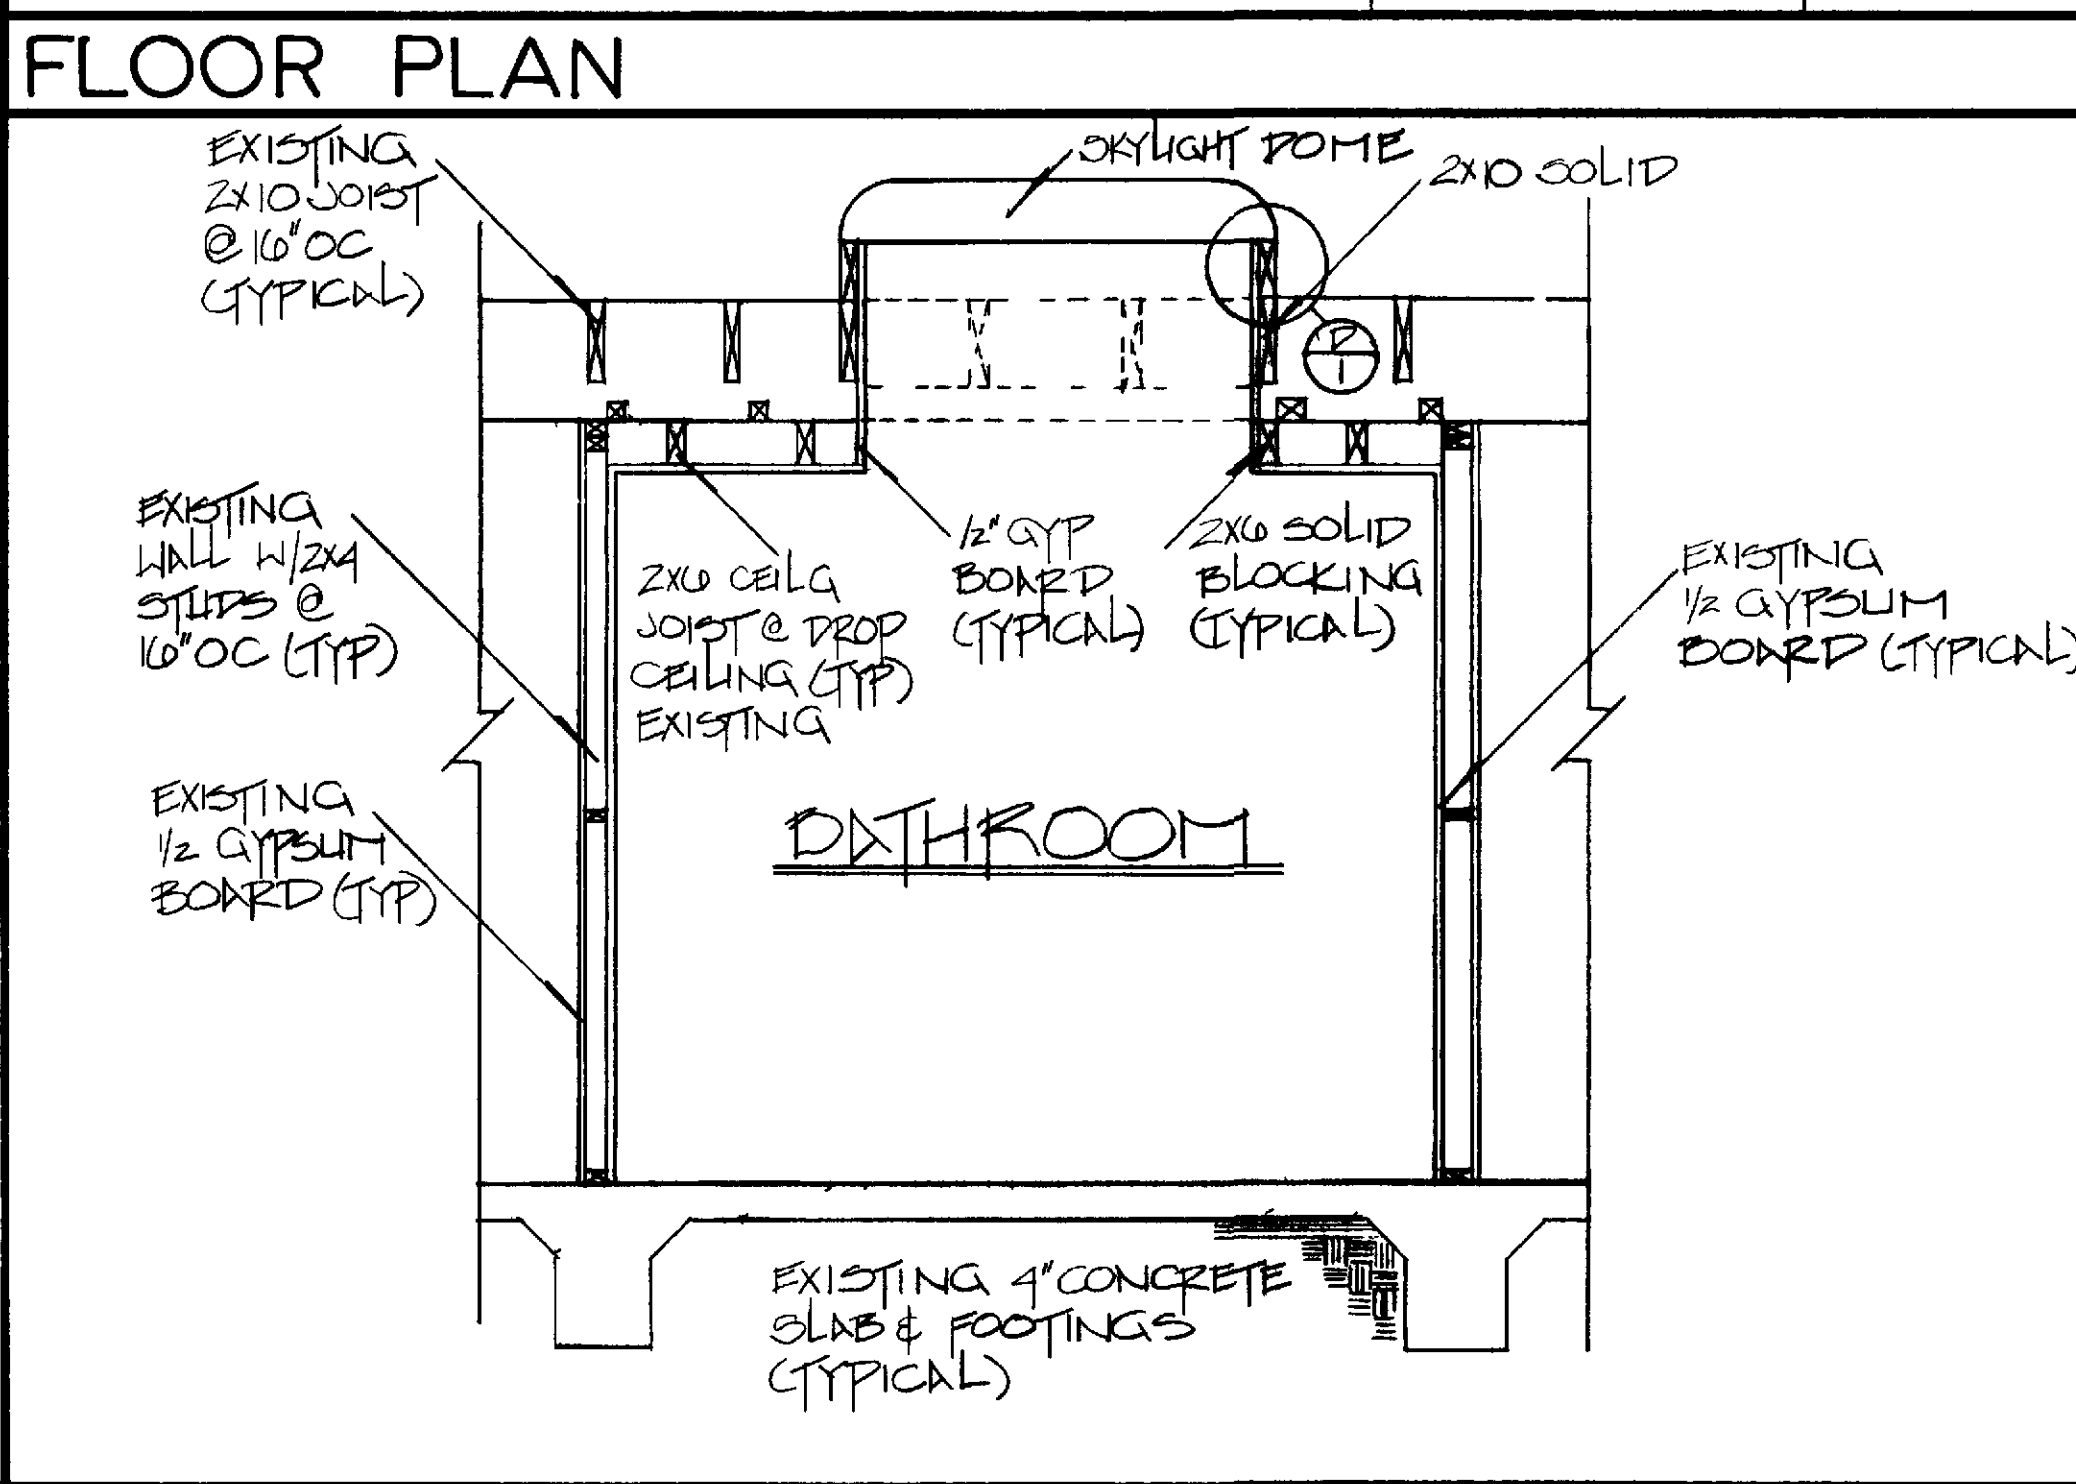 FLOOR PLAN
EXISTING
2X10 JOIST
@ 16" OC
(TYPICAL)
SKYLIGHT DOME
2X10 SOLID
D
1
EXISTING
WALL W/2X4
STUDS @
16" OC (TYP)
2X6 CEIL'G
JOIST @ DROP
CEILING (TYP)
EXISTING
1/2" GYP
BOARD
(TYPICAL)
2X6 SOLID
BLOCKING
(TYPICAL)
EXISTING
1/2 GYPSUM
BOARD (TYPICAL)
EXISTING
1/2 GYPSUM
BOARD (TYP)
BATHROOM
EXISTING 4" CONCRETE
SLAB & FOOTINGS
(TYPICAL)